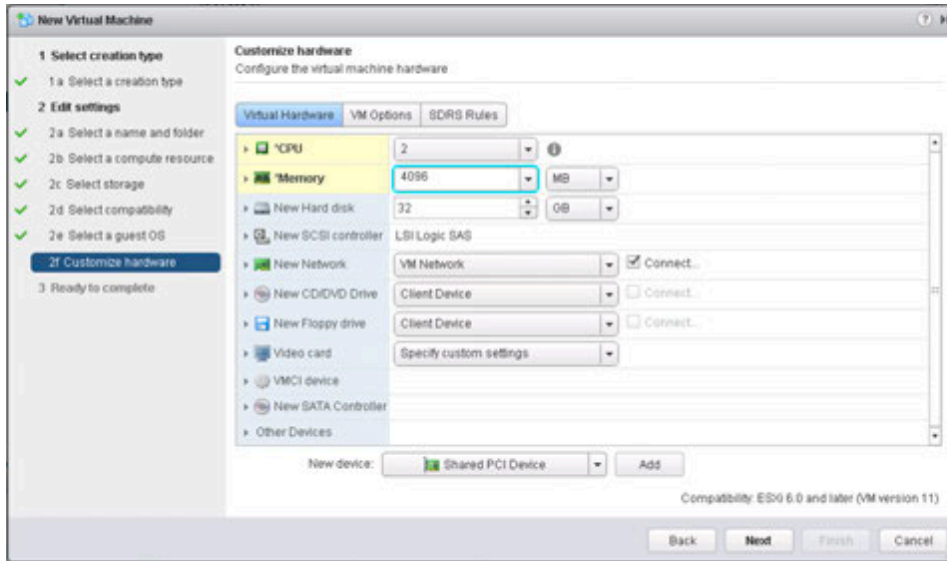 New Virtual Machine
1 Select creation type
1a Select a creation type
2 Edit settings
2a Select a name and folder
2b Select a compute resource
2c Select storage
2d Select compatibility
2e Select a guest OS
2f Customize hardware
3 Ready to complete
Customize hardware
Configure the virtual machine hardware
Virtual Hardware VM Options SDRS Rules
*CPU 2
*Memory 4096 MB
New Hard disk 32 GB
New SCSI controller LSI Logic SAS
New Network VM Network Connect...
New CD/DVD Drive Client Device Connect...
New Floppy drive Client Device Connect...
Video card Specify custom settings
VMCI device
New SATA Controller
Other Devices
New device: Shared PCI Device Add
Compatibility: ESXi 6.0 and later (VM version 11)
Back Next Finish Cancel